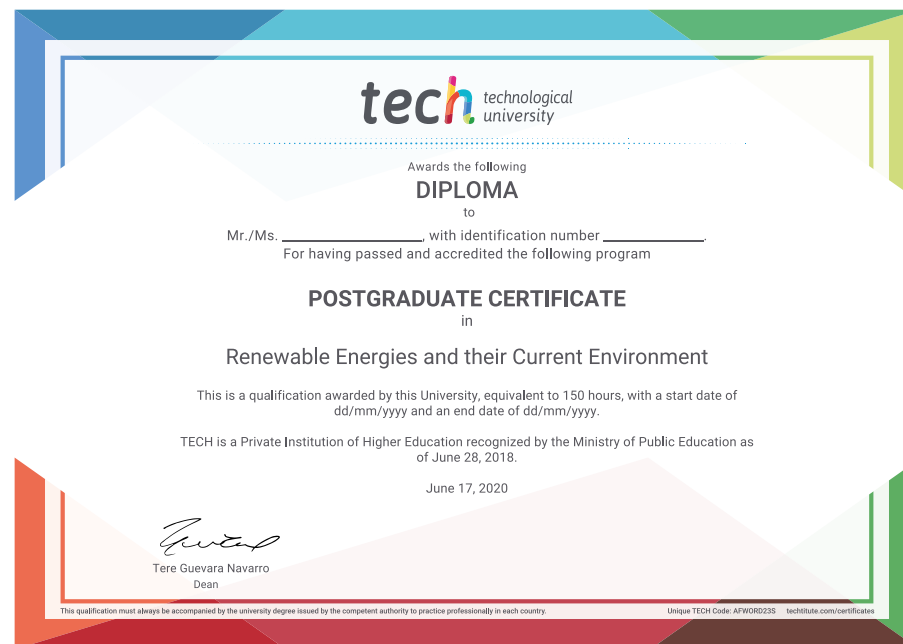 tech technological
university
Awards the following
DIPLOMA
to
Mr./Ms. ____________________, with identification number ______________.
For having passed and accredited the following program
POSTGRADUATE CERTIFICATE
in
Renewable Energies and their Current Environment
This is a qualification awarded by this University, equivalent to 150 hours, with a start date of
dd/mm/yyyy and an end date of dd/mm/yyyy.
TECH is a Private Institution of Higher Education recognized by the Ministry of Public Education as
of June 28, 2018.
June 17, 2020
Tere Guevara Navarro
Dean
This qualification must always be accompanied by the university degree issued by the competent authority to practice professionally in each country. Unique TECH Code: AFWORD23S techtitute.com/certificates